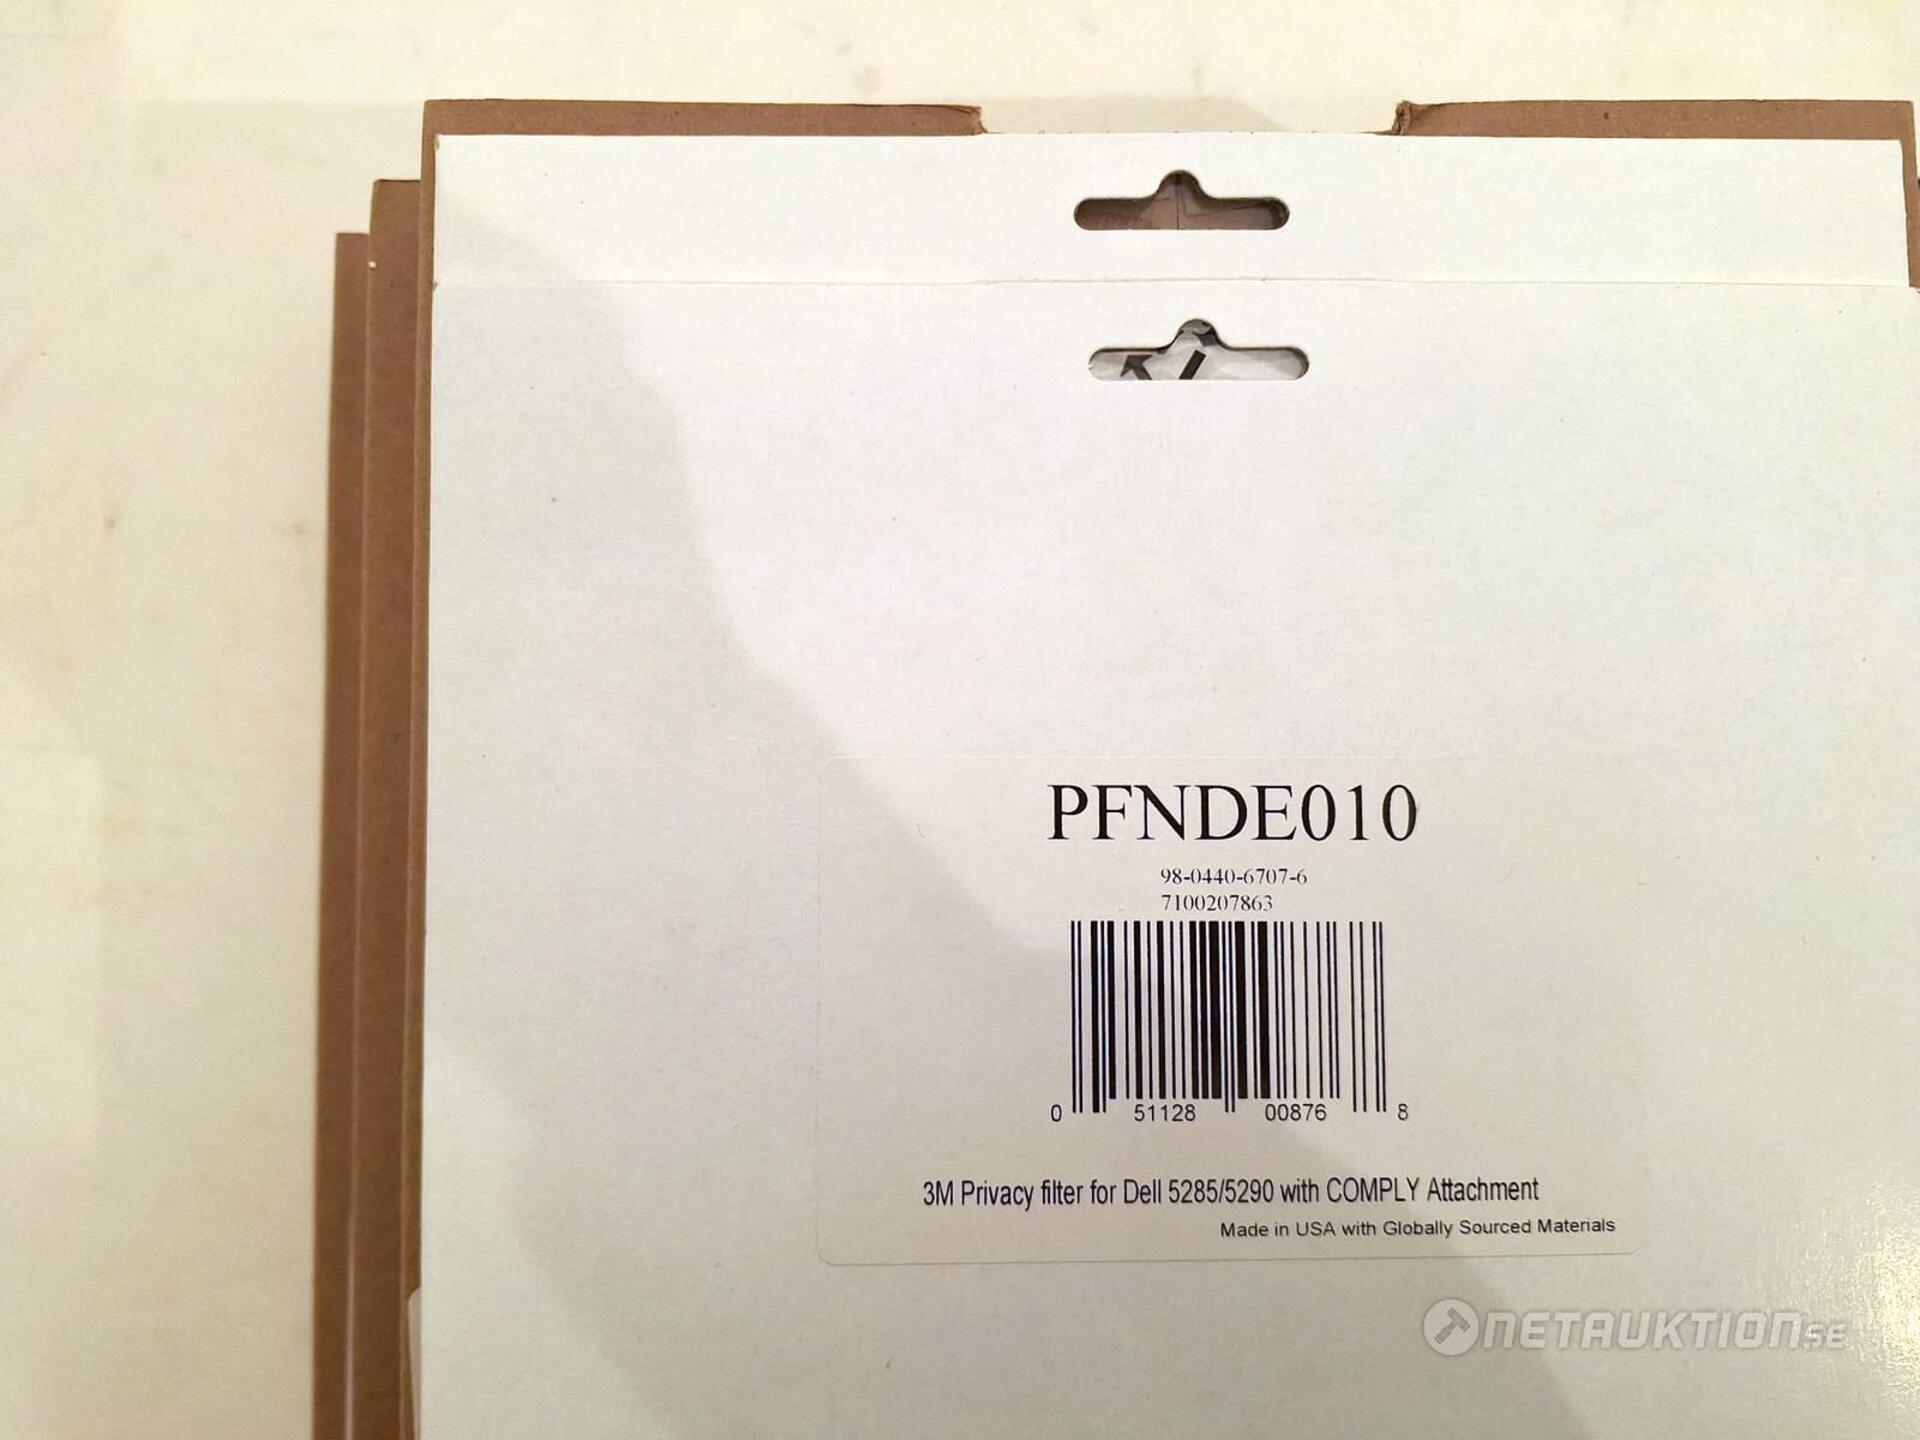 PFNDE010
98-0440-6707-6
7100207863
0 51128 00876 8
3M Privacy filter for Dell 5285/5290 with COMPLY Attachment
Made in USA with Globally Sourced Materials
NETAUKTION.SE